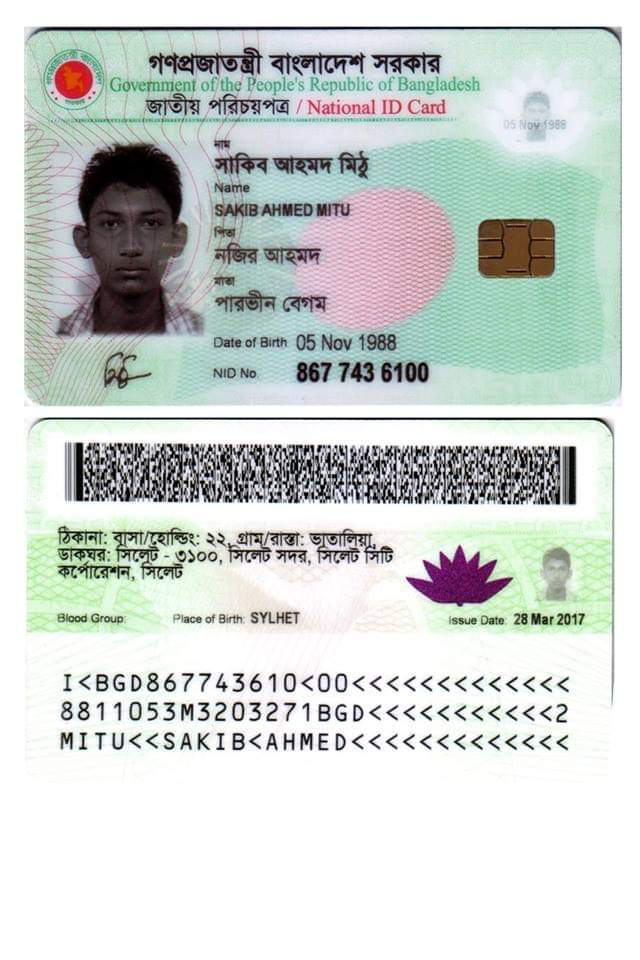 গণপ্রজাতন্ত্রী বাংলাদেশ সরকার
Government of the People's Republic of Bangladesh
জাতীয় পরিচয়পত্র / National ID Card
05 Nov 1988
নাম
সাকিব আহমদ মিঠু
Name
SAKIB AHMED MITU
পিতা
নজির আহমদ
মাতা
পারভীন বেগম
Date of Birth 05 Nov 1988
NID No. 867 743 6100
ঠিকানা: বাসা/হোল্ডিং: ২২, গ্রাম/রাস্তা: ভাতালিয়া,
ডাকঘর: সিলেট - ৩১০০, সিলেট সদর, সিলেট সিটি
কর্পোরেশন, সিলেট
Blood Group: Place of Birth: SYLHET Issue Date: 28 Mar 2017
I<BGD867743610<00<<<<<<<<<<<<<
8811053M3203271BGD<<<<<<<<<<<2
MITU<<SAKIB<AHMED<<<<<<<<<<<<<